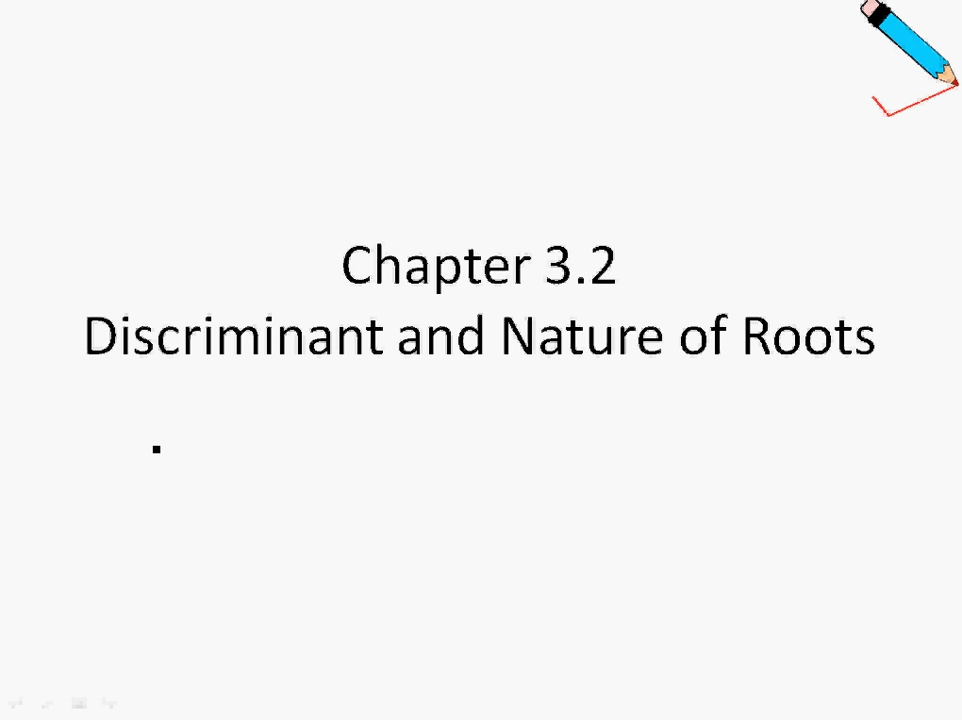 Chapter 3.2
Discriminant and Nature of Roots
.